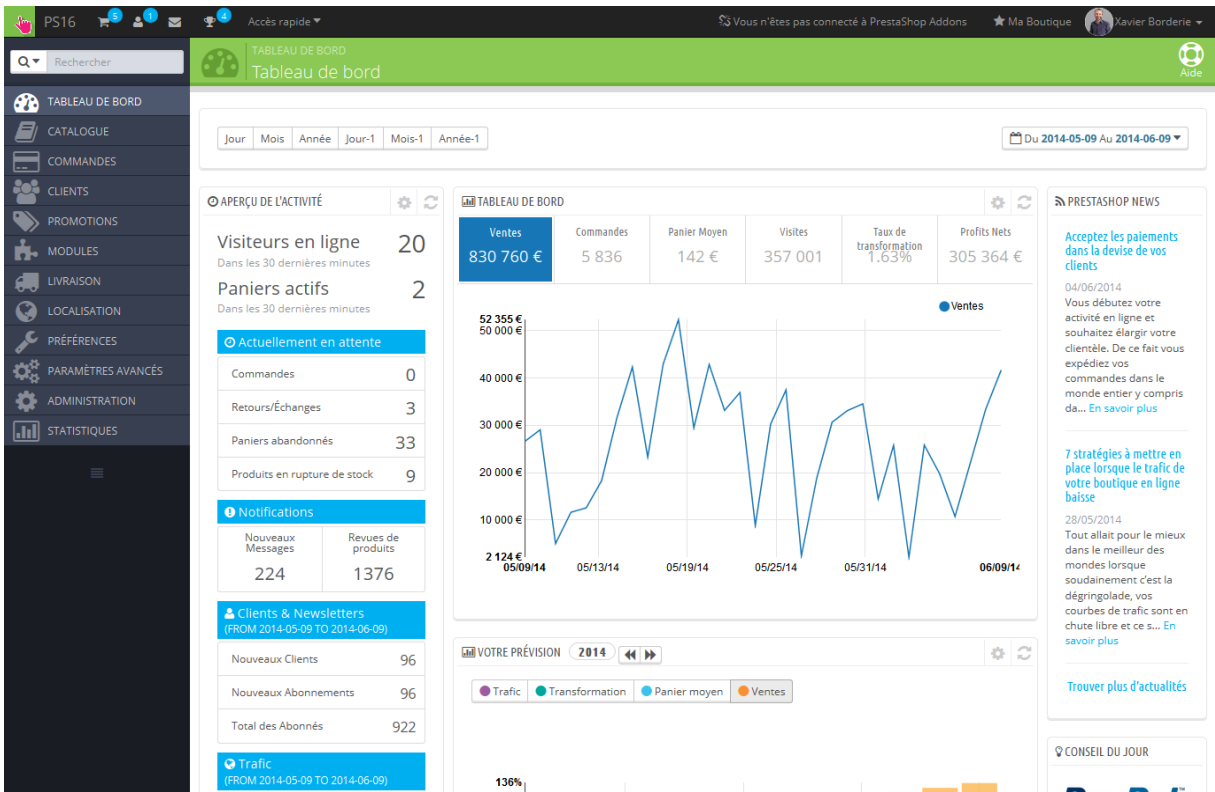 PS16 5 1 4 Accès rapide Vous n'êtes pas connecté à PrestaShop Addons Ma Boutique Xavier Borderie
Rechercher
TABLEAU DE BORD
Tableau de bord
Aide
TABLEAU DE BORD
CATALOGUE
COMMANDES
CLIENTS
PROMOTIONS
MODULES
LIVRAISON
LOCALISATION
PRÉFÉRENCES
PARAMÈTRES AVANCÉS
ADMINISTRATION
STATISTIQUES
Jour Mois Année Jour-1 Mois-1 Année-1
Du 2014-05-09 Au 2014-06-09
APERÇU DE L'ACTIVITÉ
Visiteurs en ligne 20
Dans les 30 dernières minutes
Paniers actifs 2
Dans les 30 dernières minutes
Actuellement en attente
Commandes 0
Retours/Échanges 3
Paniers abandonnés 33
Produits en rupture de stock 9
Notifications
Nouveaux
Messages
224
Revues de
produits
1376
Clients & Newsletters
(FROM 2014-05-09 TO 2014-06-09)
Nouveaux Clients 96
Nouveaux Abonnements 96
Total des Abonnés 922
Trafic
(FROM 2014-05-09 TO 2014-06-09)
TABLEAU DE BORD
Ventes
830 760 €
Commandes
5 836
Panier Moyen
142 €
Visites
357 001
Taux de
transformation
1.63%
Profits Nets
305 364 €
Ventes
52 355 €
50 000 €
40 000 €
30 000 €
20 000 €
10 000 €
2 124 €
05/09/14 05/13/14 05/19/14 05/25/14 05/31/14 06/09/14
VOTRE PRÉVISION 2014
Trafic Transformation Panier moyen Ventes
136%
PRESTASHOP NEWS
Acceptez les paiements
dans la devise de vos
clients
04/06/2014
Vous débutez votre
activité en ligne et
souhaitez élargir votre
clientèle. De ce fait vous
expédiez vos
commandes dans le
monde entier y compris
da... En savoir plus
7 stratégies à mettre en
place lorsque le trafic de
votre boutique en ligne
baisse
28/05/2014
Tout allait pour le mieux
dans le meilleur des
mondes lorsque
soudainement c'est la
dégringolade, vos
courbes de trafic sont en
chute libre et ce s... En
savoir plus
Trouver plus d'actualités
CONSEIL DU JOUR